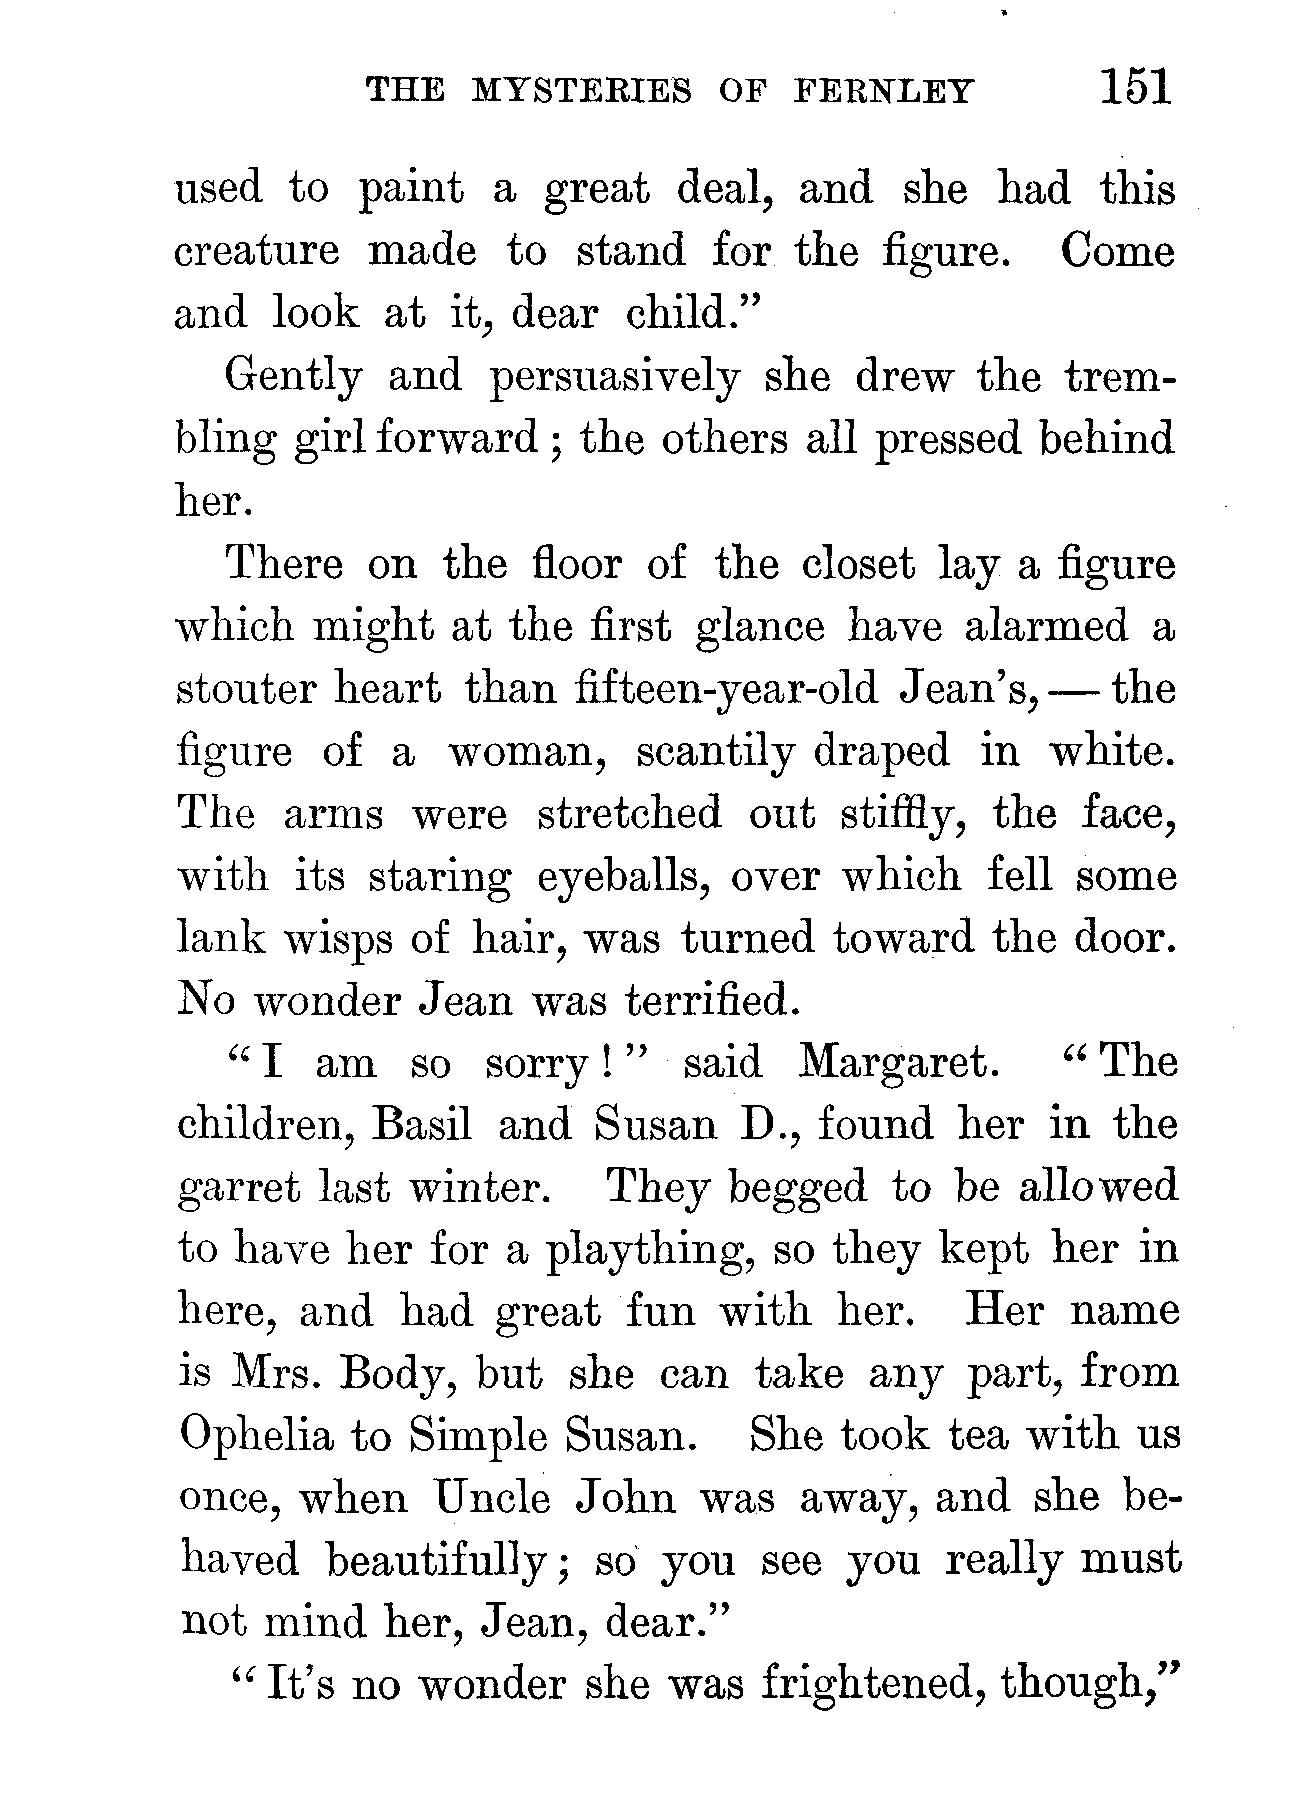 THE MYSTERIES OF FERNLEY 151
used to paint a great deal, and she had this
creature made to stand for the figure. Come
and look at it, dear child.”
Gently and persuasively she drew the trem-
bling girl forward ; the others all pressed behind
her.
There on the floor of the closet lay a figure
which might at the first glance have alarmed a
stouter heart than fifteen-year-old Jean’s, — the
figure of a woman, scantily draped in white.
The arms were stretched out stiffly, the face,
with its staring eyeballs, over which fell some
lank wisps of hair, was turned toward the door.
No wonder Jean was terrified.
“ I am so sorry ! ” said Margaret. “ The
children, Basil and Susan D., found her in the
garret last winter. They begged to be allowed
to have her for a plaything, so they kept her in
here, and had great fun with her. Her name
is Mrs. Body, but she can take any part, from
Ophelia to Simple Susan. She took tea with us
once, when Uncle John was away, and she be-
haved beautifully ; so you see you really must
not mind her, Jean, dear.”
“ It’s no wonder she was frightened, though,”